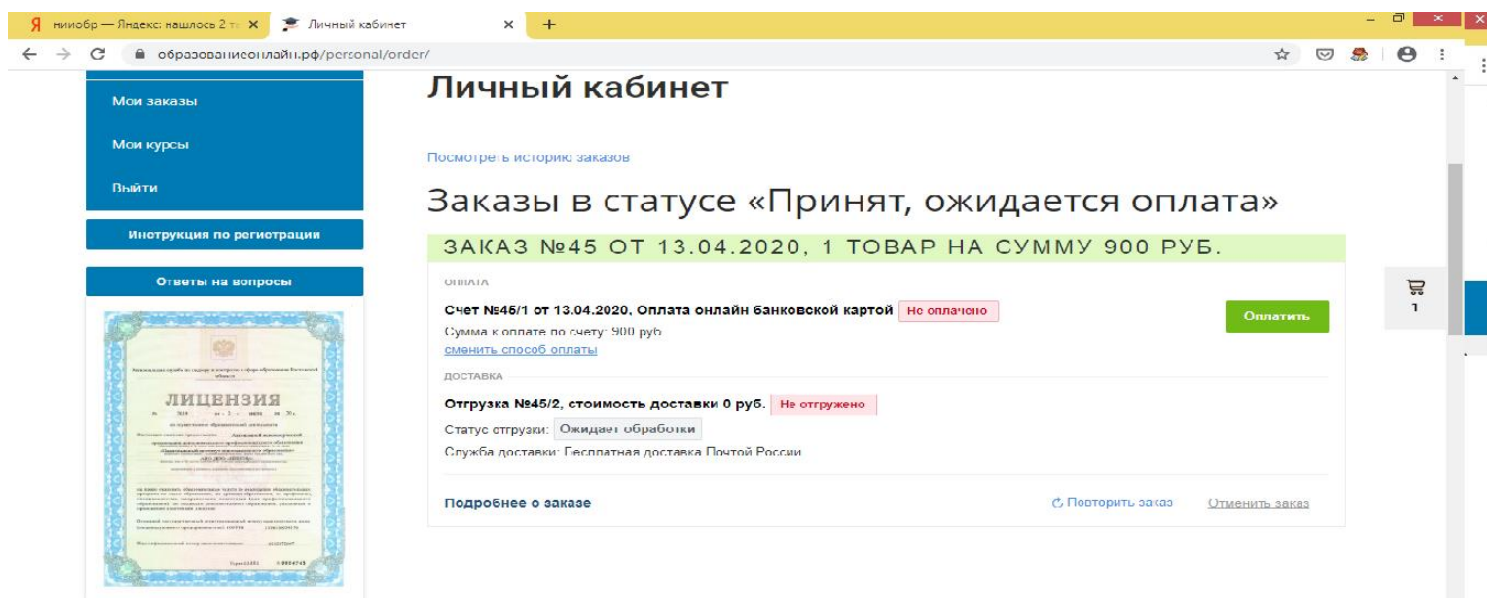 нииобр — Яндекс: нашлось 2 т
Личный кабинет
образованиеонлайн.рф/personal/order/
Мои заказы
Мои курсы
Выйти
Инструкция по регистрации
Ответы на вопросы
ЛИЦЕНЗИЯ
Личный кабинет
Посмотреть историю заказов
Заказы в статусе «Принят, ожидается оплата»
ЗАКАЗ №45 ОТ 13.04.2020, 1 ТОВАР НА СУММУ 900 РУБ.
ОПЛАТА
Счет №45/1 от 13.04.2020, Оплата онлайн банковской картой Не оплачено
Оплатить
Сумма к оплате по счету: 900 руб
сменить способ оплаты
ДОСТАВКА
Отгрузка №45/2, стоимость доставки 0 руб. Не отгружено
Статус отгрузки: Ожидает обработки
Служба доставки: Бесплатная доставка Почтой России
Подробнее о заказе
Повторить заказ
Отменить заказ
1